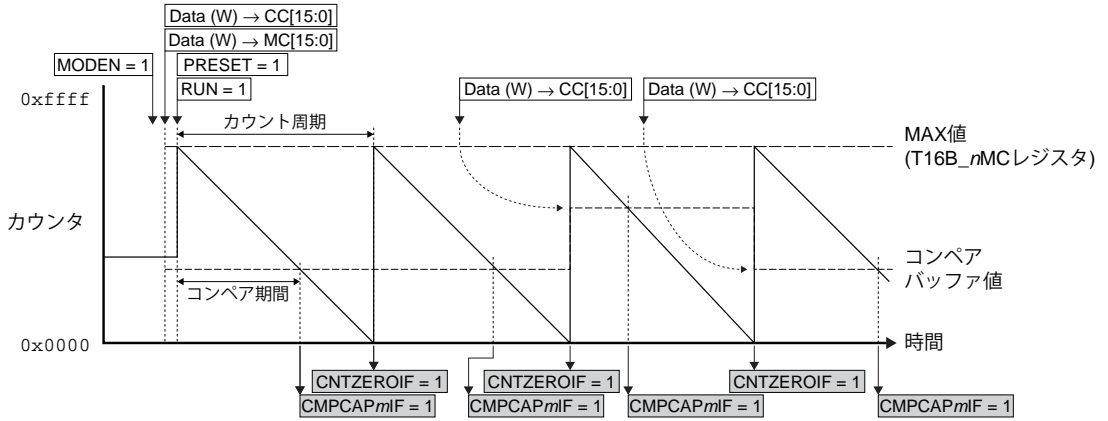 Data (W) → CC[15:0]
Data (W) → MC[15:0]
MODEN = 1
PRESET = 1
RUN = 1
Data (W) → CC[15:0]
Data (W) → CC[15:0]
0xffff
カウント周期
MAX値
(T16B_nMCレジスタ)
カウンタ
コンペア
バッファ値
コンペア期間
0x0000
時間
CNTZEROIF = 1
CNTZEROIF = 1
CNTZEROIF = 1
CMPCAPmIF = 1
CMPCAPmIF = 1
CMPCAPmIF = 1
CMPCAPmIF = 1